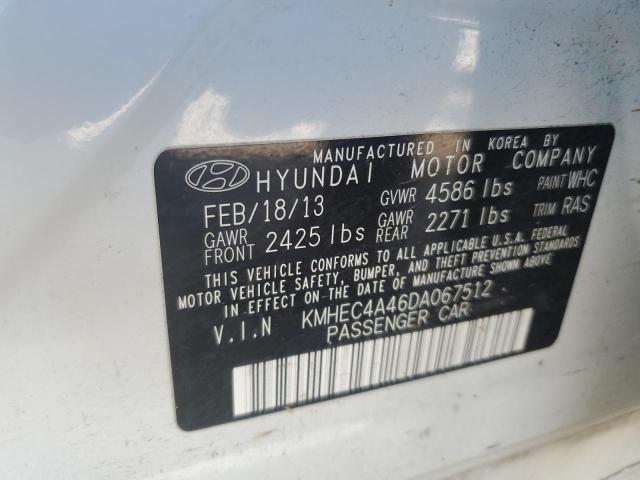 MANUFACTURED IN KOREA BY
HYUNDAI MOTOR COMPANY
FEB/18/13 GVWR 4586 lbs PAINT WHC
GAWR FRONT 2425 lbs GAWR REAR 2271 lbs TRIM RAS
THIS VEHICLE CONFORMS TO ALL APPLICABLE U.S.A. FEDERAL
MOTOR VEHICLE SAFETY, BUMPER, AND THEFT PREVENTION STANDARDS
IN EFFECT ON THE DATE OF MANUFACTURE SHOWN ABOVE.
V.I.N KMHEC4A46DA067512
PASSENGER CAR